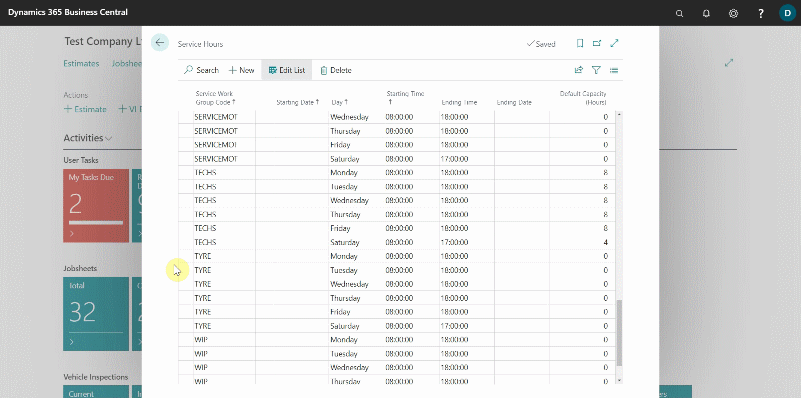 Dynamics 365 Business Central
?
D
Test Company
Estimates Jobshee
Actions
Estimate
Activities
User Tasks
My Tasks Due
2
Jobsheets
Total
32
Vehicle Inspections
Current
Service Hours
Saved
Search New Edit List Delete
Service Work Group Code Starting Date Day Starting Time Ending Time Ending Date Default Capacity (Hours)
SERVICEMOT Wednesday 08:00:00 18:00:00 0
SERVICEMOT Thursday 08:00:00 18:00:00 0
SERVICEMOT Friday 08:00:00 18:00:00 0
SERVICEMOT Saturday 08:00:00 17:00:00 0
TECHS Monday 08:00:00 18:00:00 8
TECHS Tuesday 08:00:00 18:00:00 8
TECHS Wednesday 08:00:00 18:00:00 8
TECHS Thursday 08:00:00 18:00:00 8
TECHS Friday 08:00:00 18:00:00 8
TECHS Saturday 08:00:00 17:00:00 4
TYRE Monday 08:00:00 18:00:00 0
TYRE Tuesday 08:00:00 18:00:00 0
TYRE Wednesday 08:00:00 18:00:00 0
TYRE Thursday 08:00:00 18:00:00 0
TYRE Friday 08:00:00 18:00:00 0
TYRE Saturday 08:00:00 17:00:00 0
WIP Monday 08:00:00 18:00:00 0
WIP Tuesday 08:00:00 18:00:00 0
WIP Wednesday 08:00:00 18:00:00 0
WIP Thursday 08:00:00 18:00:00 0